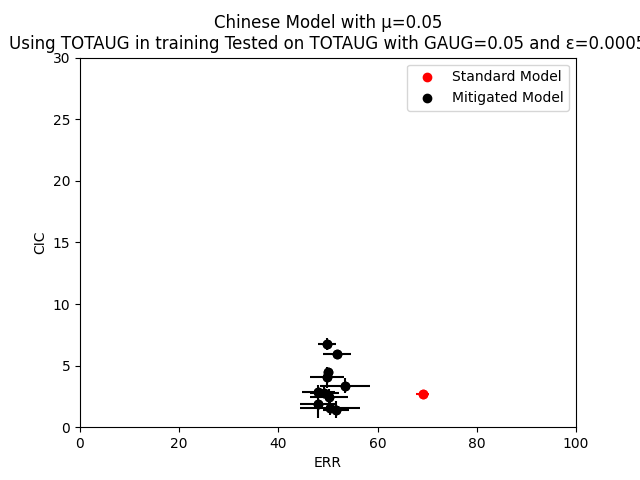 Chinese Model with μ=0.05
Using TOTAUG in training Tested on TOTAUG with GAUG=0.05 and ε=0.0005
Standard Model
Mitigated Model
30
25
20
15
10
5
0
CIC
0 20 40 60 80 100
ERR